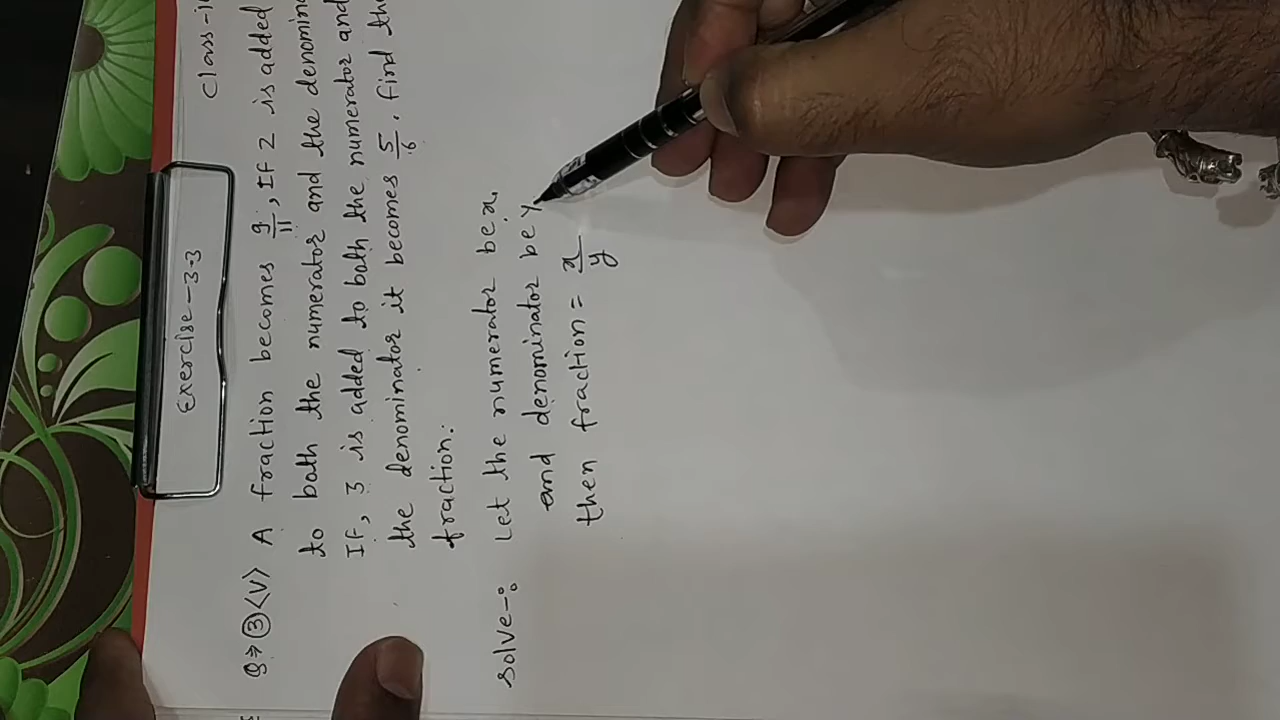 Class-10
Exercise-3.3
Q→③<V> A fraction becomes 9/11, IF 2 is added
to both the numerator and the denomin
IF, 3 is added to both the numerator and
the denominator it becomes 5/6. find the
fraction.
Solve-: Let the numerator be x,
and denominator be y
then fraction = x/y